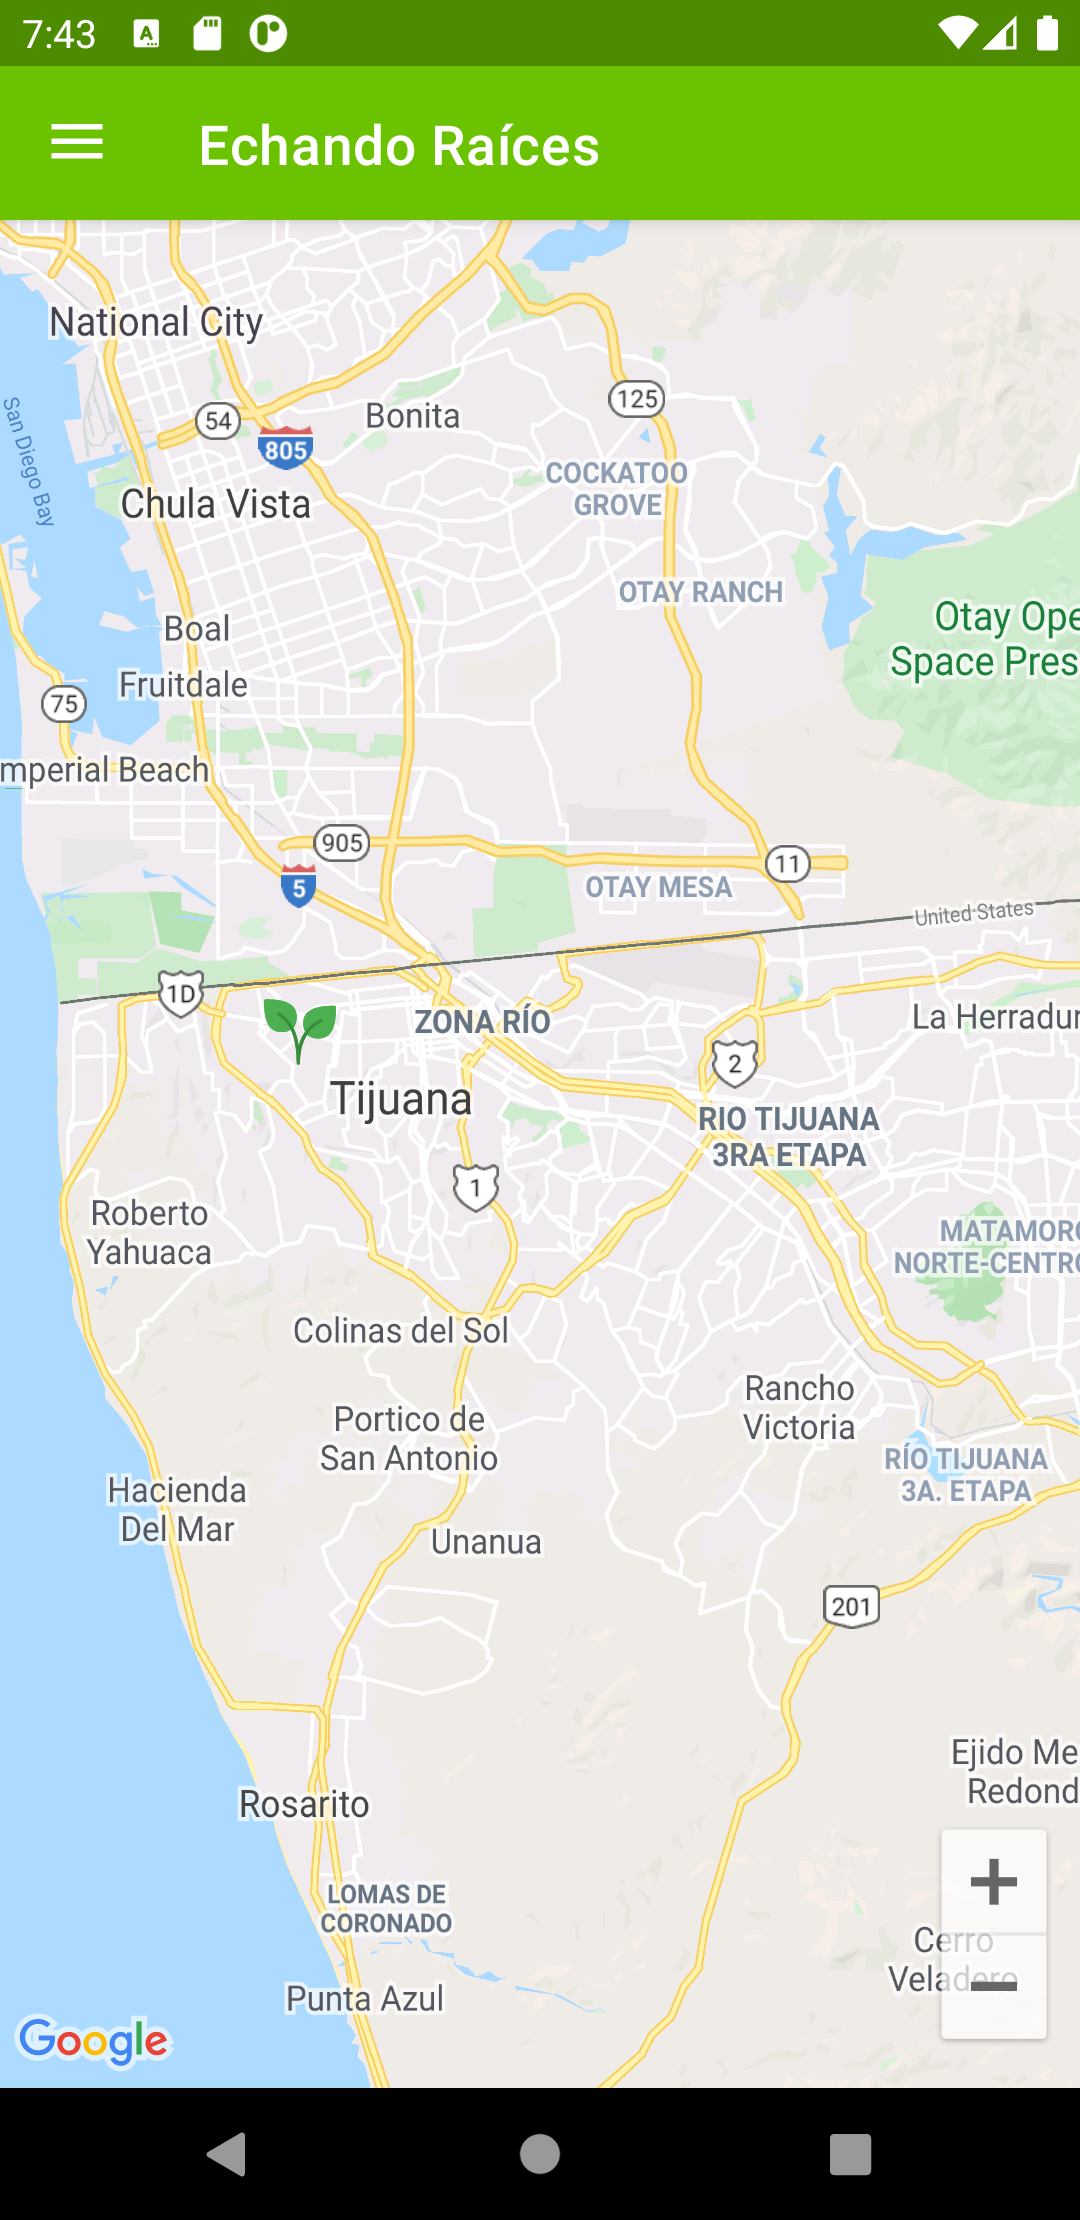 7:43
Echando Raíces
National City
54
Bonita
125
805
San Diego Bay
COCKATOO
GROVE
Chula Vista
OTAY RANCH
Boal
Otay Ope
Space Pres
Fruitdale
75
mperial Beach
905
11
5
OTAY MESA
United States
1D
ZONA RÍO
La Herradur
2
Tijuana
RIO TIJUANA
3RA ETAPA
1
Roberto
Yahuaca
MATAMORO
NORTE-CENTRO
Colinas del Sol
Rancho
Victoria
Portico de
San Antonio
RÍO TIJUANA
3A. ETAPA
Hacienda
Del Mar
Unanua
201
Ejido Me
Redond
Rosarito
LOMAS DE
CORONADO
Cerro
Veladero
Punta Azul
Google